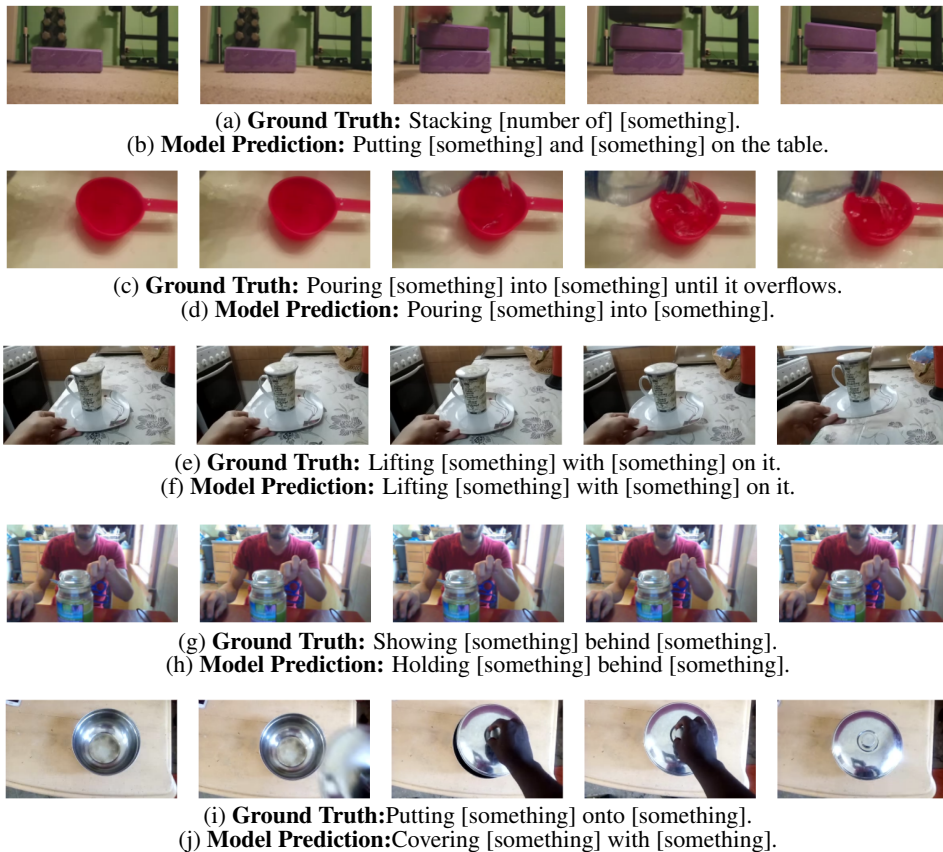 (a) Ground Truth: Stacking [number of] [something].
(b) Model Prediction: Putting [something] and [something] on the table.
(c) Ground Truth: Pouring [something] into [something] until it overflows.
(d) Model Prediction: Pouring [something] into [something].
(e) Ground Truth: Lifting [something] with [something] on it.
(f) Model Prediction: Lifting [something] with [something] on it.
(g) Ground Truth: Showing [something] behind [something].
(h) Model Prediction: Holding [something] behind [something].
(i) Ground Truth:Putting [something] onto [something].
(j) Model Prediction:Covering [something] with [something].